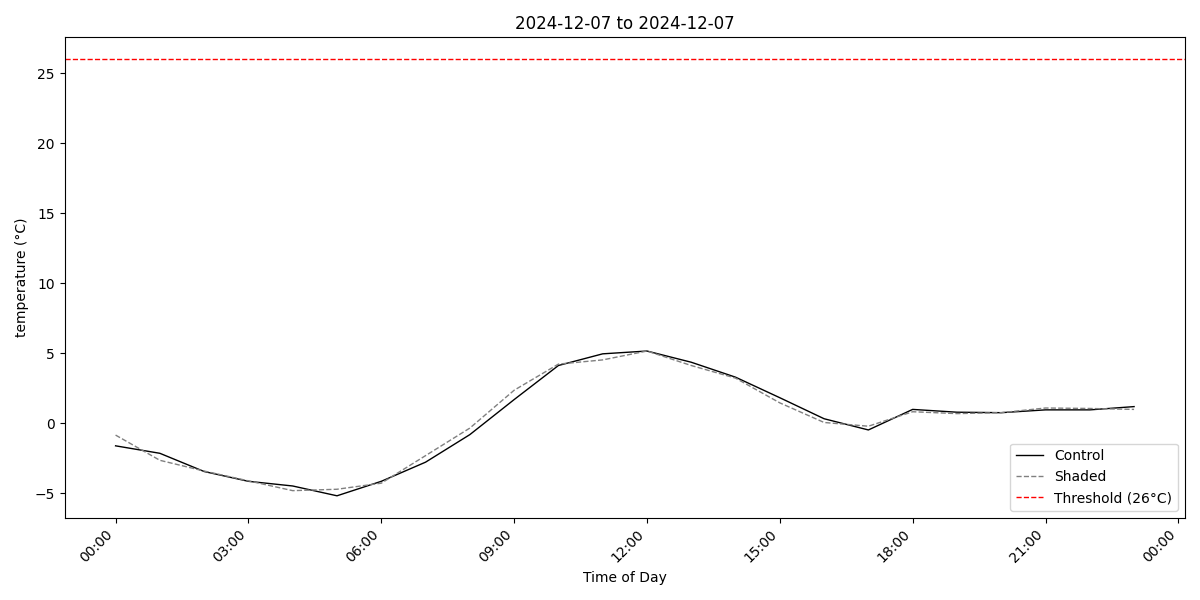 2024-12-07 to 2024-12-07
temperature (°C)
25
20
15
10
5
0
−5
Control
Shaded
Threshold (26°C)
00:00
03:00
06:00
09:00
12:00
15:00
18:00
21:00
00:00
Time of Day